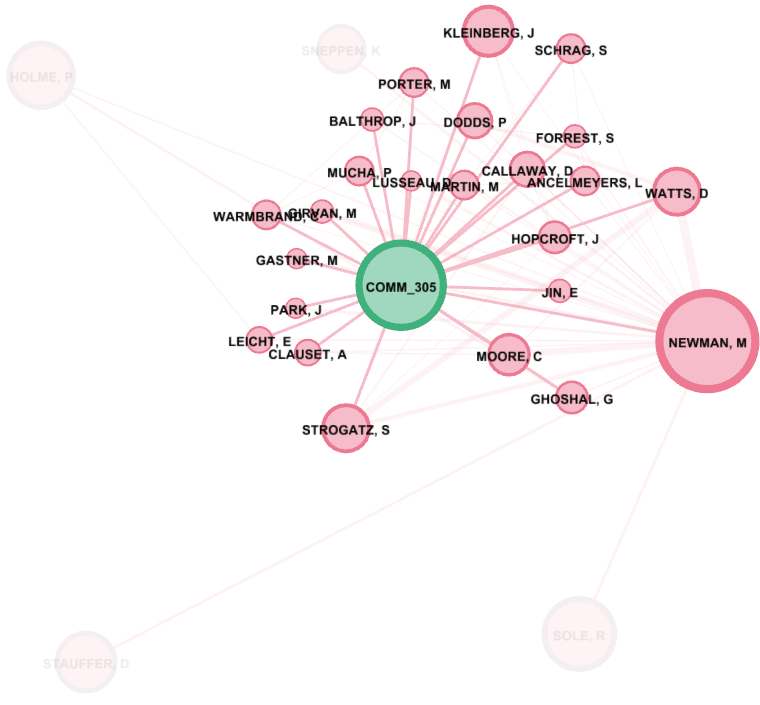 KLEINBERG, J
SNEPPEN, K
SCHRAG, S
HOLME, P
PORTER, M
BALTHROP, J
DODDS, P
FORREST, S
MUCHA, P
LUSSEAU, D
MARTIN, M
CALLAWAY, D
ANCELMEYERS, L
WATTS, D
WARMBRAND, C
GIRVAN, M
HOPCROFT, J
GASTNER, M
COMM_305
JIN, E
PARK, J
LEICHT, E
CLAUSET, A
MOORE, C
NEWMAN, M
GHOSHAL, G
STROGATZ, S
SOLE, R
STAUFFER, D